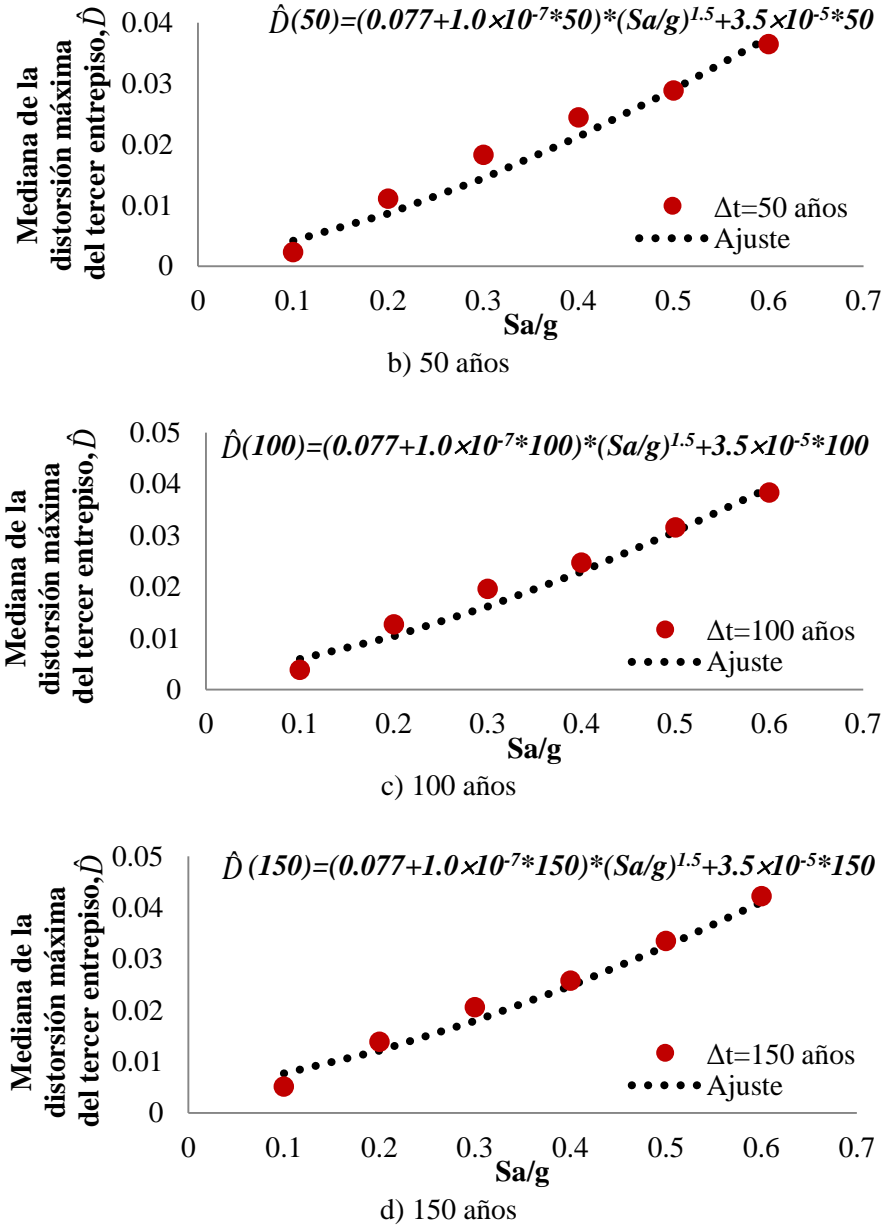 D̂(50)=(0.077+1.0×10⁻⁷*50)*(Sa/g)¹·⁵+3.5×10⁻⁵*50
Mediana de la
distorsión máxima
del tercer entrepiso,D̂
0.04
0.03
0.02
0.01
0
Δt=50 años
Ajuste
0 0.1 0.2 0.3 0.4 0.5 0.6 0.7
Sa/g
b) 50 años
D̂(100)=(0.077+1.0×10⁻⁷*100)*(Sa/g)¹·⁵+3.5×10⁻⁵*100
Mediana de la
distorsión máxima
del tercer entrepiso,D̂
0.05
0.04
0.03
0.02
0.01
0
Δt=100 años
Ajuste
0 0.1 0.2 0.3 0.4 0.5 0.6 0.7
Sa/g
c) 100 años
D̂(150)=(0.077+1.0×10⁻⁷*150)*(Sa/g)¹·⁵+3.5×10⁻⁵*150
Mediana de la
distorsión máxima
del tercer entrepiso,D̂
0.05
0.04
0.03
0.02
0.01
0
Δt=150 años
Ajuste
0 0.1 0.2 0.3 0.4 0.5 0.6 0.7
Sa/g
d) 150 años